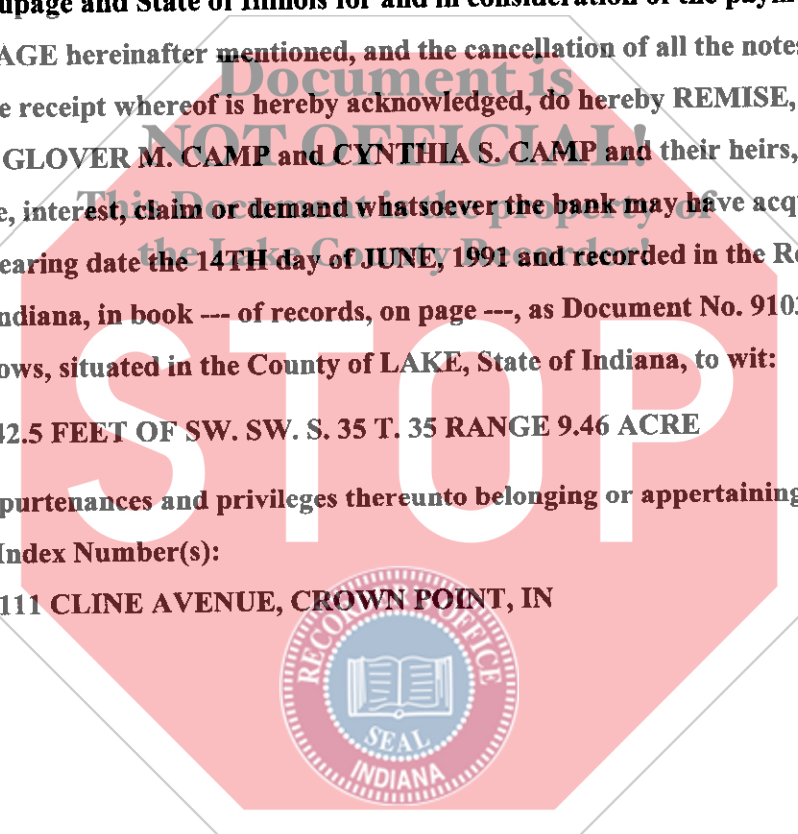 upage and State of Illinois for and in consideration of the paym
AGE hereinafter mentioned, and the cancellation of all the notes
Document is
e receipt whereof is hereby acknowledged, do hereby REMISE,
NOT OFFICIAL!
GLOVER M. CAMP and CYNTHIA S. CAMP and their heirs,
This Document is the property of
e, interest, claim or demand whatsoever the bank may have acq
the Lake County Recorder!
earing date the 14TH day of JUNE, 1991 and recorded in the Re
ndiana, in book --- of records, on page ---, as Document No. 9103
ows, situated in the County of LAKE, State of Indiana, to wit:
STOP
42.5 FEET OF SW. SW. S. 35 T. 35 RANGE 9.46 ACRE
purtenances and privileges thereunto belonging or appertaining
Index Number(s):
111 CLINE AVENUE, CROWN POINT, IN
RECORDER'S OFFICE
SEAL
INDIANA